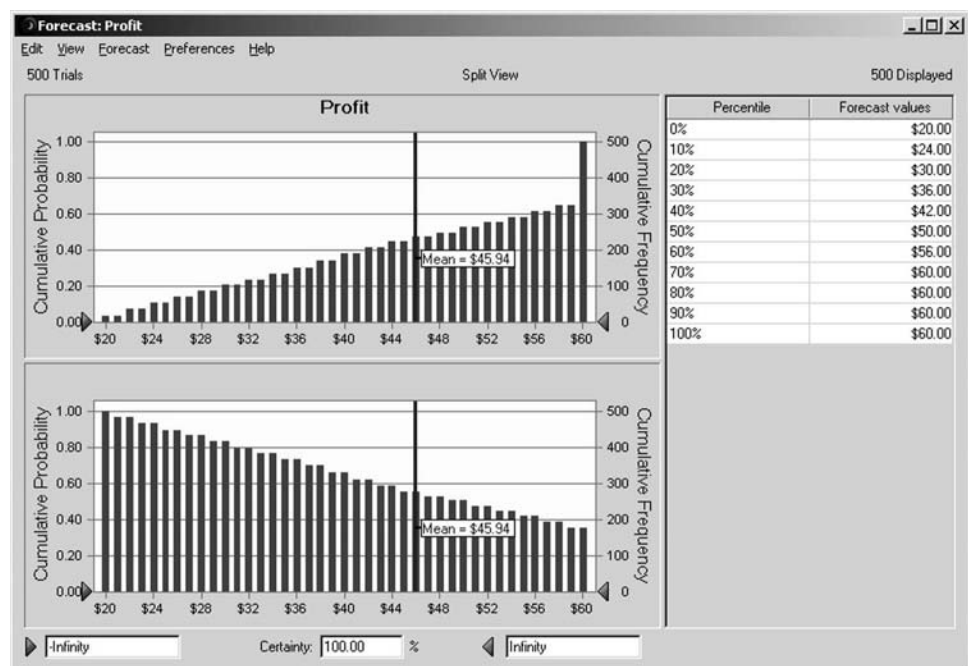 Forecast: Profit
Edit View Forecast Preferences Help
500 Trials Split View 500 Displayed
Profit
Cumulative Probability
1.00
0.80
0.60
0.40
0.20
0.00
Mean = $45.94
500
400
300
200
100
0
Cumulative Frequency
$20 $24 $28 $32 $36 $40 $44 $48 $52 $56 $60
Cumulative Probability
1.00
0.80
0.60
0.40
0.20
0.00
Mean = $45.94
500
400
300
200
100
0
Cumulative Frequency
$20 $24 $28 $32 $36 $40 $44 $48 $52 $56 $60
Percentile Forecast values
0% $20.00
10% $24.00
20% $30.00
30% $36.00
40% $42.00
50% $50.00
60% $56.00
70% $60.00
80% $60.00
90% $60.00
100% $60.00
-Infinity Certainty: 100.00 % Infinity